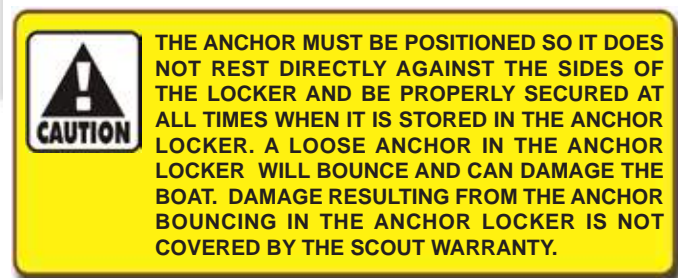 CAUTION
THE ANCHOR MUST BE POSITIONED SO IT DOES
NOT REST DIRECTLY AGAINST THE SIDES OF
THE LOCKER AND BE PROPERLY SECURED AT
ALL TIMES WHEN IT IS STORED IN THE ANCHOR
LOCKER. A LOOSE ANCHOR IN THE ANCHOR
LOCKER WILL BOUNCE AND CAN DAMAGE THE
BOAT. DAMAGE RESULTING FROM THE ANCHOR
BOUNCING IN THE ANCHOR LOCKER IS NOT
COVERED BY THE SCOUT WARRANTY.